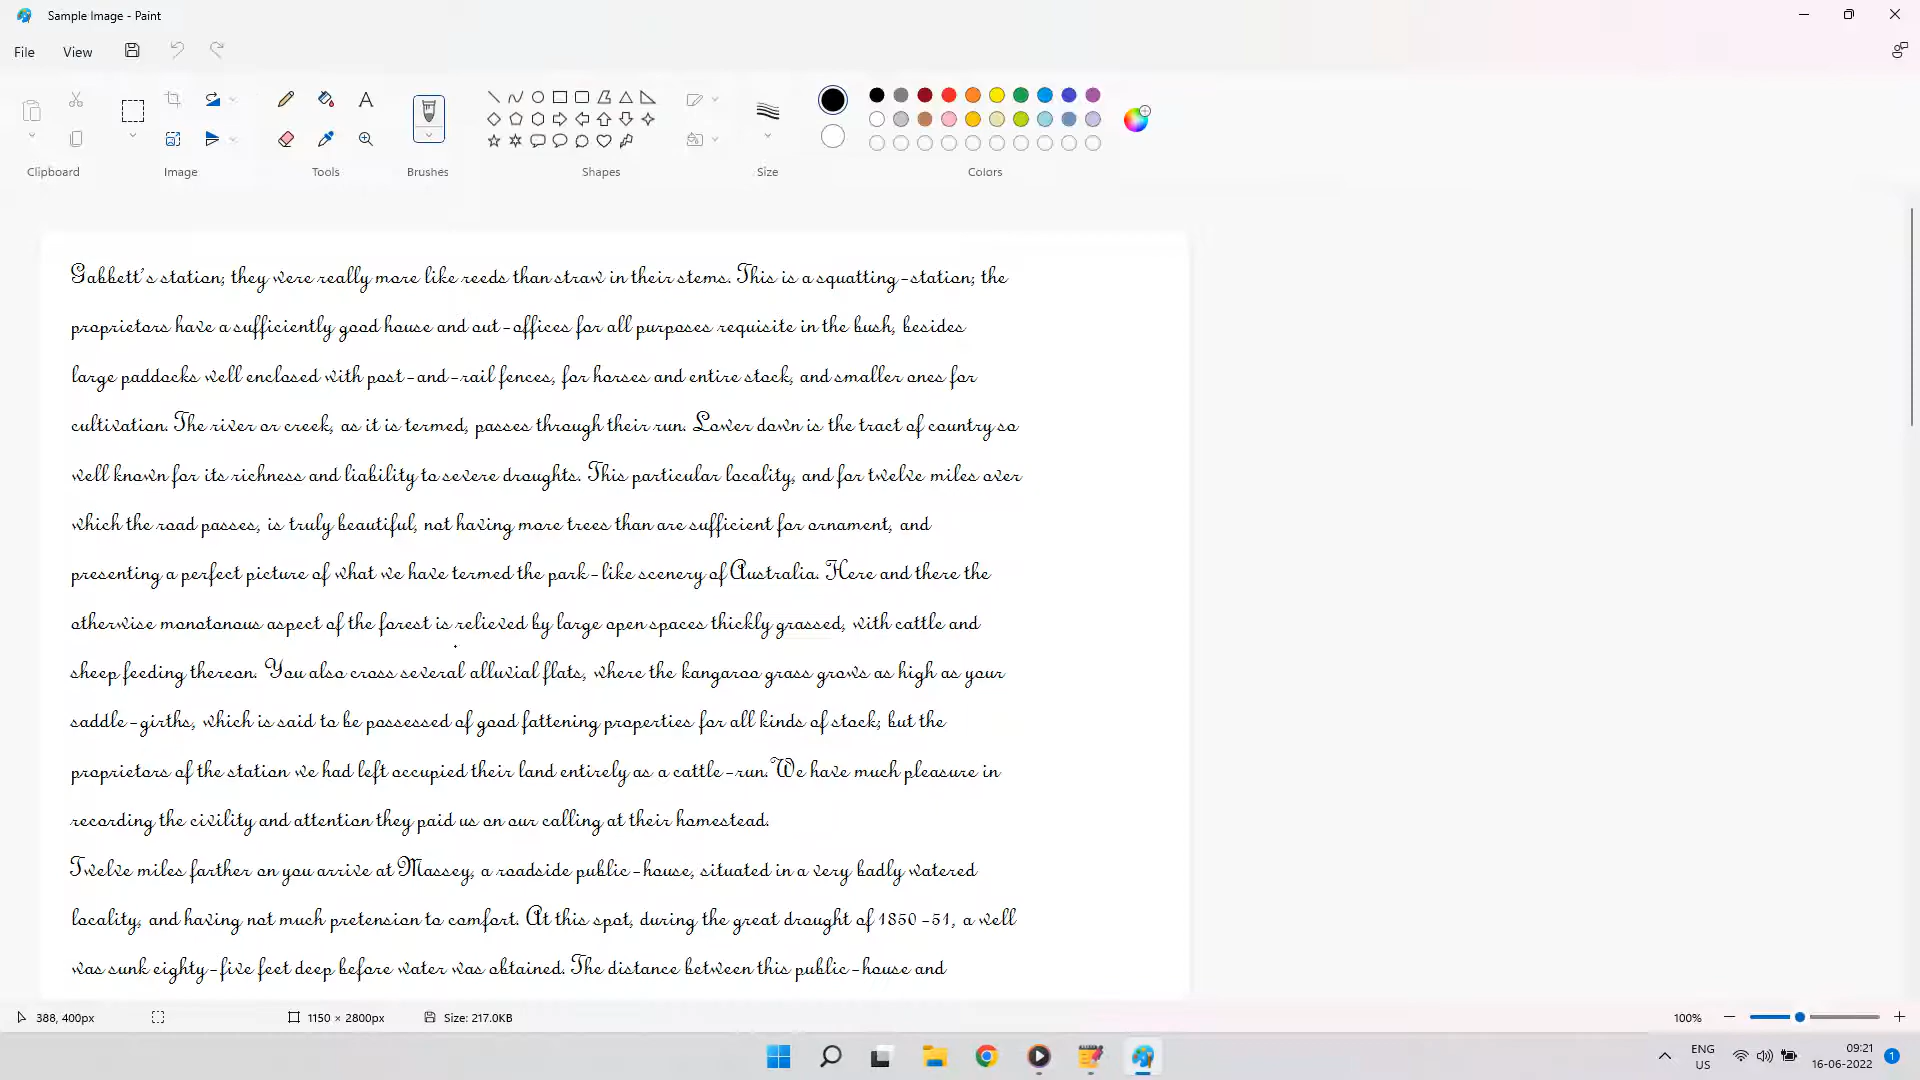 Sample Image - Paint
File View
Clipboard Image Tools Brushes Shapes Size Colors
Gabbett's station; they were really more like reeds than straw in their stems. This is a squatting-station; the
proprietors have a sufficiently good house and out-offices for all purposes requisite in the bush, besides
large paddocks well enclosed with post-and-rail fences, for horses and entire stock, and smaller ones for
cultivation. The river or creek, as it is termed, passes through their run. Lower down is the tract of country so
well known for its richness and liability to severe droughts. This particular locality, and for twelve miles over
which the road passes, is truly beautiful, not having more trees than are sufficient for ornament, and
presenting a perfect picture of what we have termed the park-like scenery of Australia. Here and there the
otherwise monotonous aspect of the forest is relieved by large open spaces thickly grassed, with cattle and
sheep feeding thereon. You also cross several alluvial flats, where the kangaroo grass grows as high as your
saddle-girths, which is said to be possessed of good fattening properties for all kinds of stock; but the
proprietors of the station we had left occupied their land entirely as a cattle-run. We have much pleasure in
recording the civility and attention they paid us on our calling at their homestead.
Twelve miles farther on you arrive at Massey, a roadside public-house, situated in a very badly watered
locality, and having not much pretension to comfort. At this spot, during the great drought of 1850-51, a well
was sunk eighty-five feet deep before water was obtained. The distance between this public-house and
388, 400px 1150 × 2800px Size: 217.0KB 100%
ENG 09:21
US 16-06-2022 1